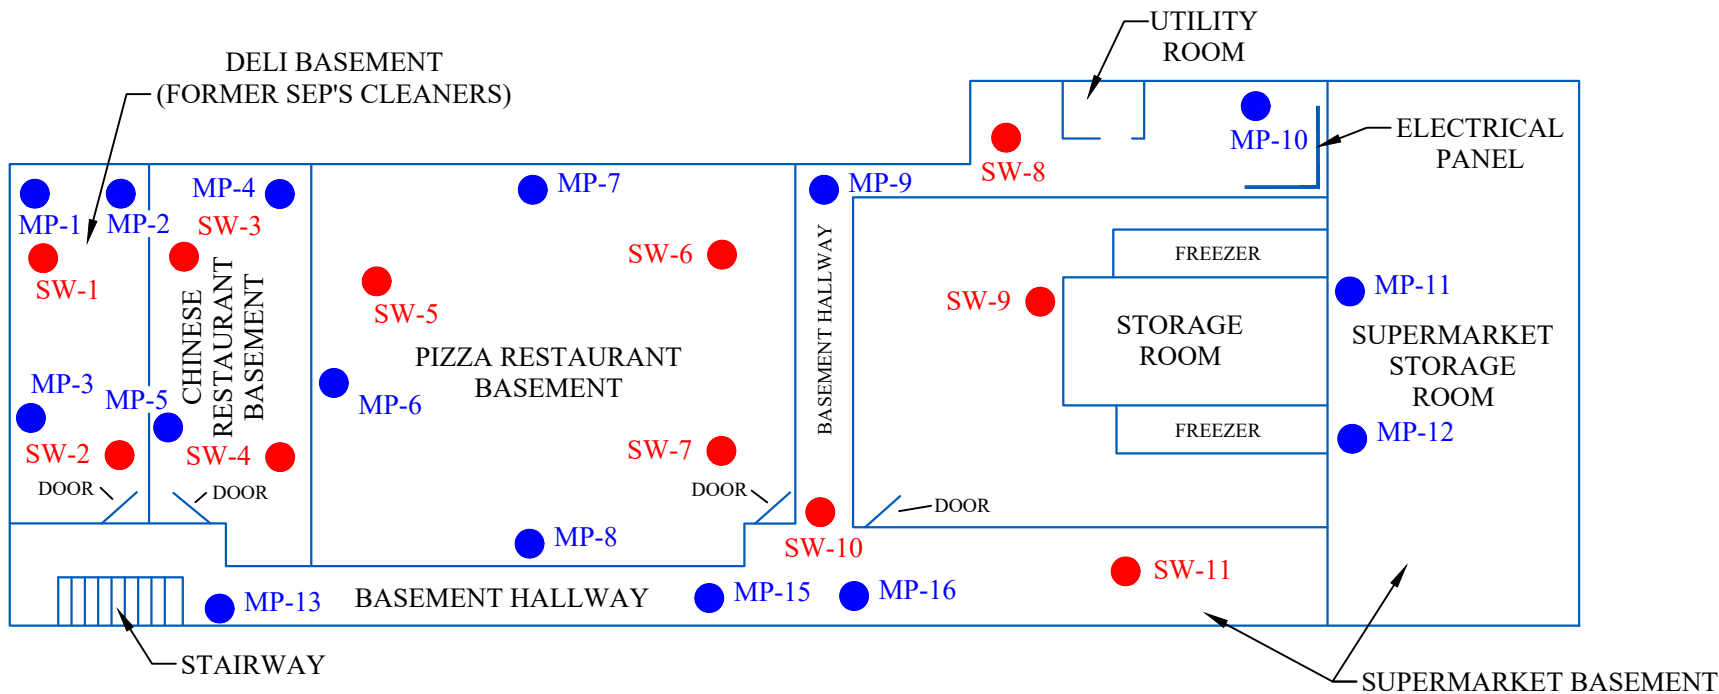 UTILITY
ROOM
DELI BASEMENT
(FORMER SEP'S CLEANERS)
ELECTRICAL
PANEL
MP-10
SW-8
MP-1
MP-2
MP-4
MP-7
MP-9
SW-3
SW-1
SW-6
SW-5
SW-9
FREEZER
MP-11
CHINESE
RESTAURANT
BASEMENT
PIZZA RESTAURANT
BASEMENT
BASEMENT HALLWAY
STORAGE
ROOM
SUPERMARKET
STORAGE
ROOM
MP-3
MP-5
MP-6
SW-2
SW-4
SW-7
FREEZER
MP-12
DOOR
DOOR
DOOR
DOOR
MP-8
SW-10
SW-11
MP-13
BASEMENT HALLWAY
MP-15
MP-16
STAIRWAY
SUPERMARKET BASEMENT